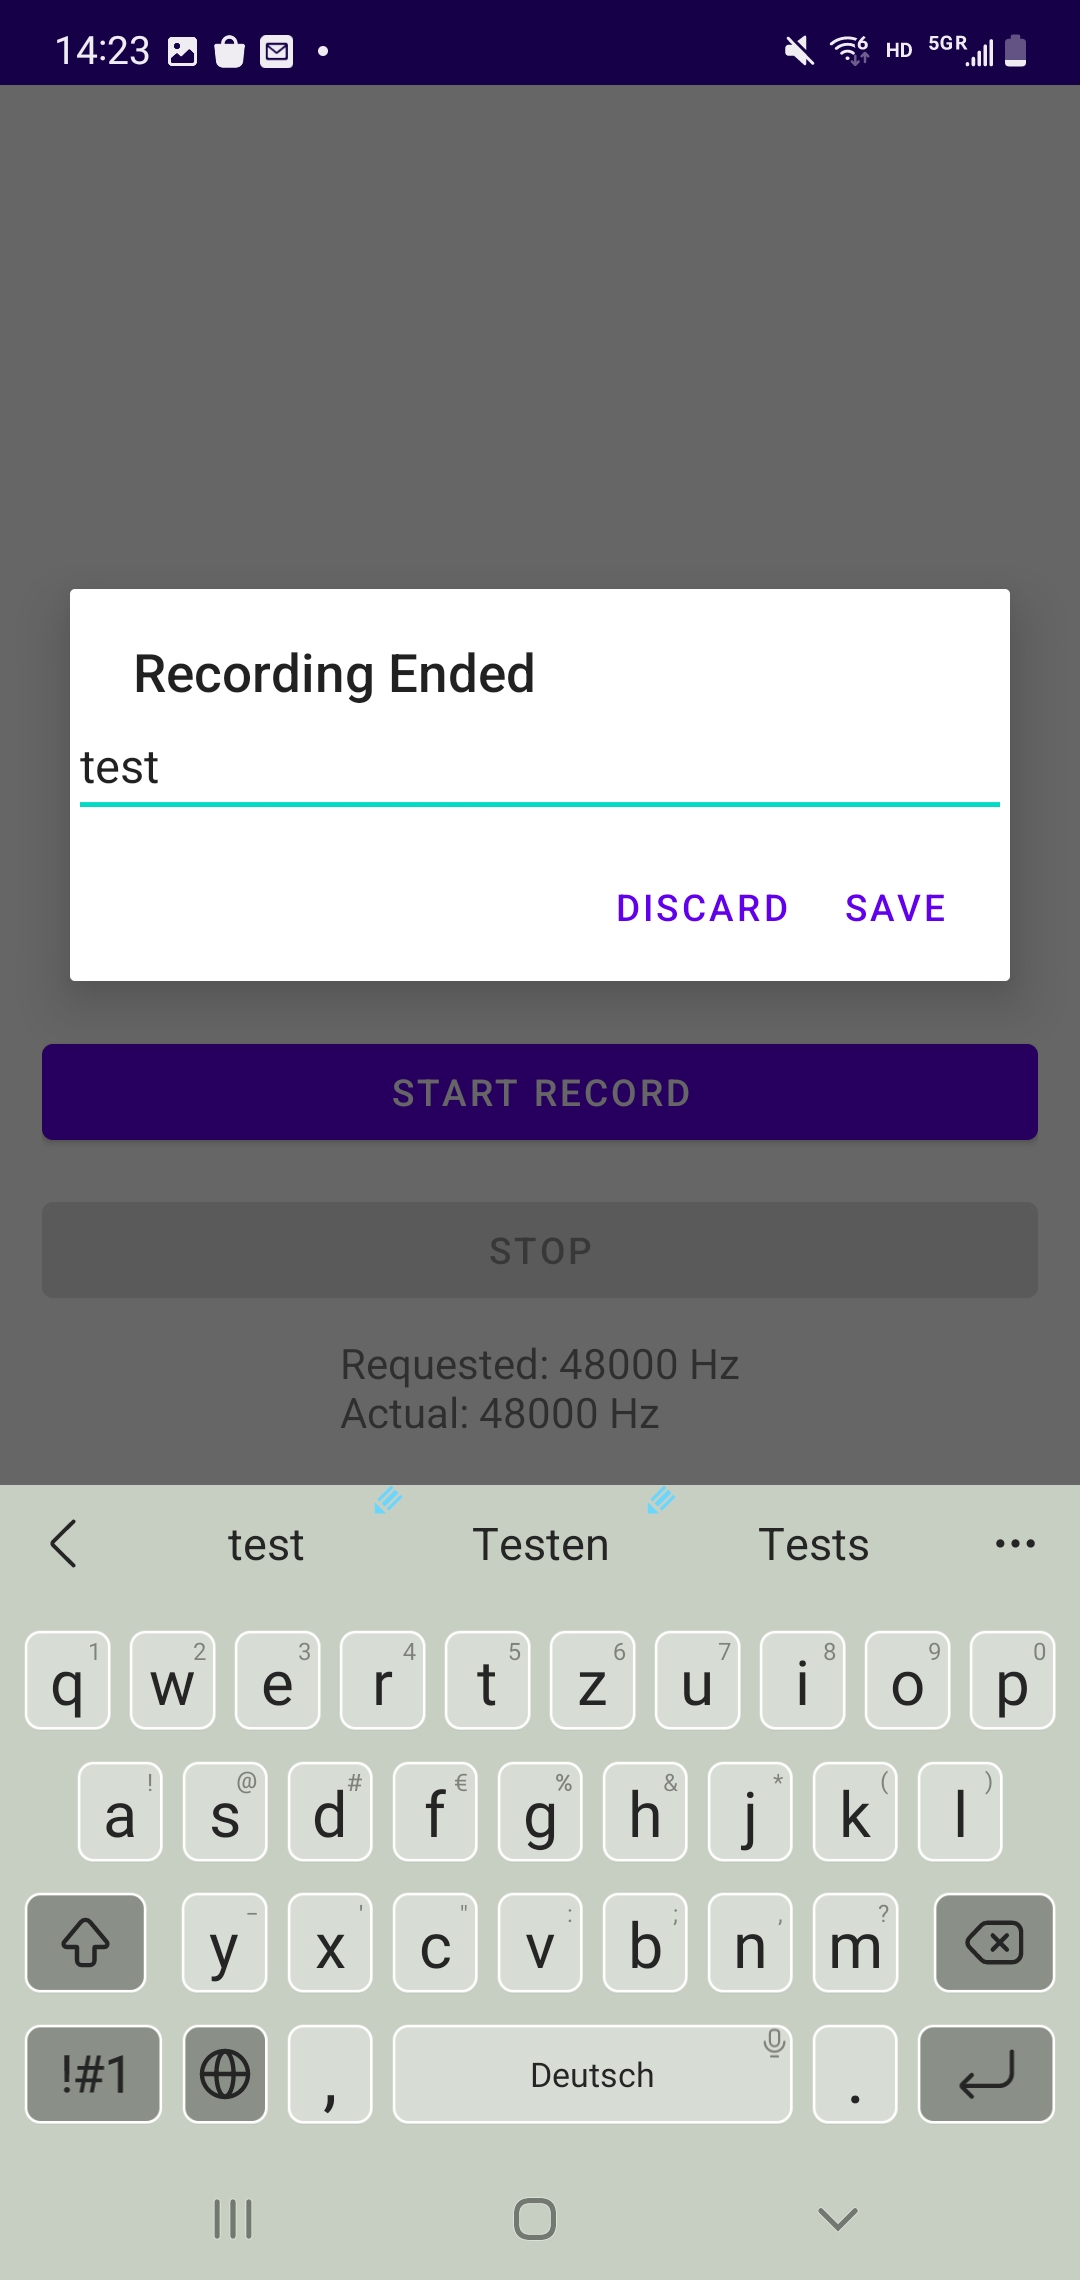 14:23 6 HD 5GR
Recording Ended
test
DISCARD SAVE
START RECORD
STOP
Requested: 48000 Hz
Actual: 48000 Hz
test Testen Tests
1 2 3 4 5 6 7 8 9 0
q w e r t z u i o p
! @ # € % & * ( )
a s d f g h j k l
- ' " : ; , ?
y x c v b n m
!#1 , Deutsch .